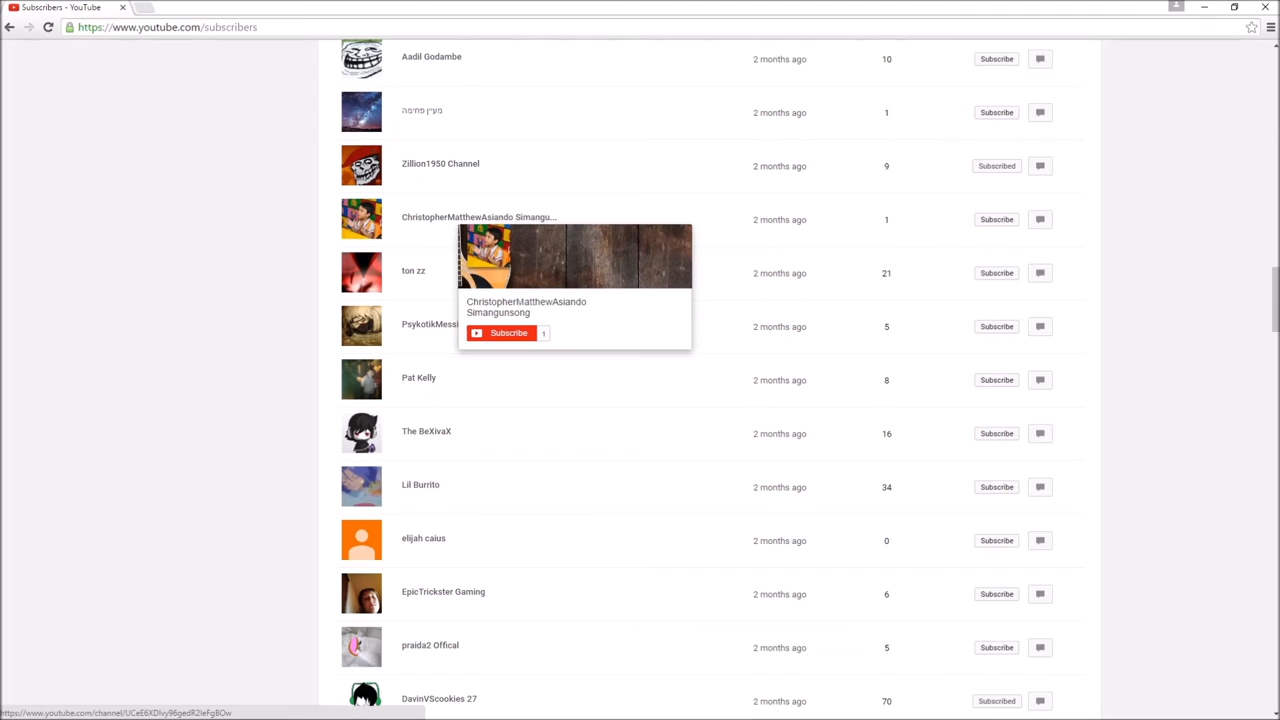 Subscribers - YouTube
https://www.youtube.com/subscribers
Aadil Godambe 2 months ago 10 Subscribe
מעיין פחימה 2 months ago 1 Subscribe
Zillion1950 Channel 2 months ago 9 Subscribed
ChristopherMatthewAsiando Simangu... 2 months ago 1 Subscribe
ton zz 2 months ago 21 Subscribe
ChristopherMatthewAsiando
Simangunsong
PsykotikMessi 2 months ago 5 Subscribe
Subscribe 1
Pat Kelly 2 months ago 8 Subscribe
The BeXivaX 2 months ago 16 Subscribe
Lil Burrito 2 months ago 34 Subscribe
elijah caius 2 months ago 0 Subscribe
EpicTrickster Gaming 2 months ago 6 Subscribe
praida2 Offical 2 months ago 5 Subscribe
DavinVScookies 27 2 months ago 70 Subscribed